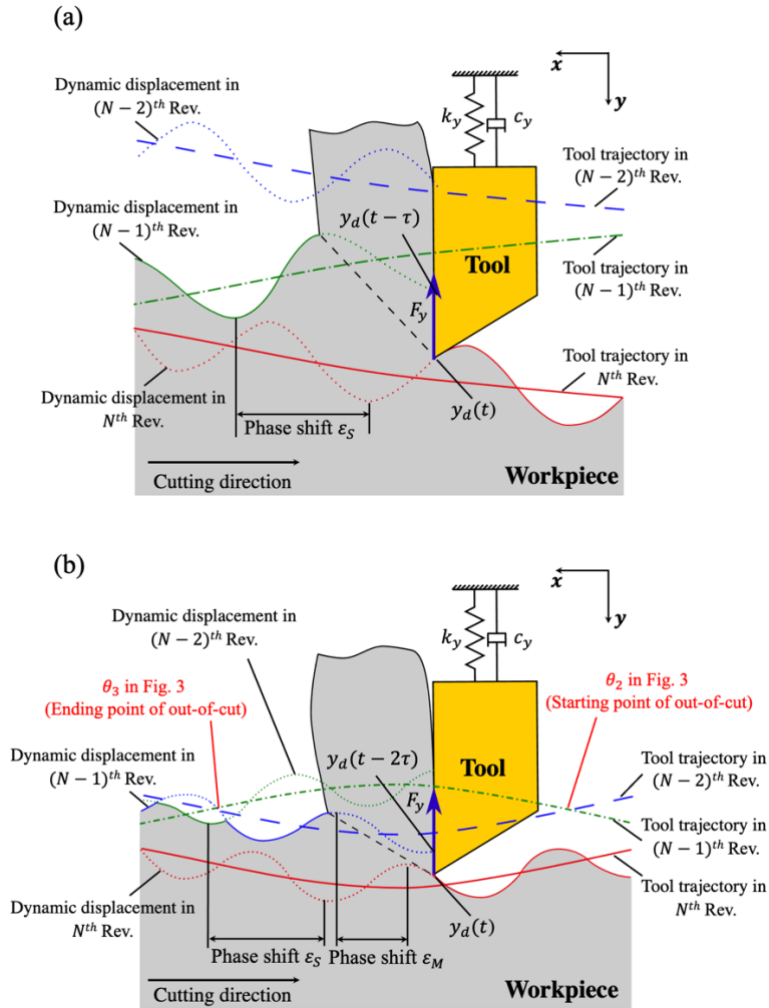 (a)
Dynamic displacement in
(N − 2)th Rev.
x
y
ky
cy
Tool trajectory in
(N − 2)th Rev.
Dynamic displacement in
(N − 1)th Rev.
yd(t − τ)
Tool
Fy
Tool trajectory in
(N − 1)th Rev.
Tool trajectory in
Nth Rev.
Dynamic displacement in
Nth Rev.
Phase shift εS
yd(t)
Cutting direction
Workpiece
(b)
x
y
Dynamic displacement in
(N − 2)th Rev.
ky
cy
θ3 in Fig. 3
(Ending point of out-of-cut)
θ2 in Fig. 3
(Starting point of out-of-cut)
Dynamic displacement in
(N − 1)th Rev.
yd(t − 2τ)
Tool
Fy
Tool trajectory in
(N − 2)th Rev.
Tool trajectory in
(N − 1)th Rev.
Tool trajectory in
Nth Rev.
Dynamic displacement in
Nth Rev.
yd(t)
Phase shift εS
Phase shift εM
Cutting direction
Workpiece